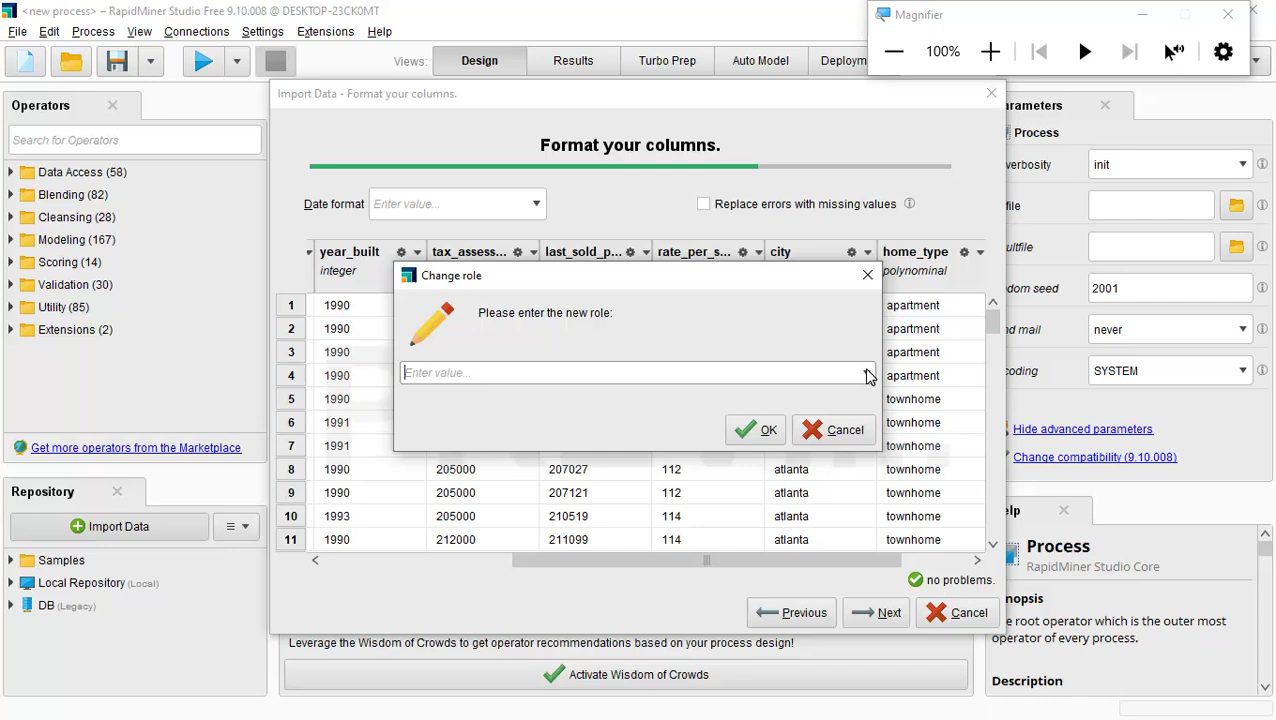 <new process> – RapidMiner Studio Free 9.10.008 @ DESKTOP-23CK0MT
Magnifier
File Edit Process View Connections Settings Extensions Help
100%
Views: Design Results Turbo Prep Auto Model Deploym
Operators
Search for Operators
Data Access (58)
Blending (82)
Cleansing (28)
Modeling (167)
Scoring (14)
Validation (30)
Utility (85)
Extensions (2)
Get more operators from the Marketplace
Repository
Import Data
Samples
Local Repository (Local)
DB (Legacy)
Import Data - Format your columns.
Format your columns.
Date format Enter value... Replace errors with missing values
year_built tax_assess... last_sold_p... rate_per_s... city home_type
integer polynominal
1 1990 apartment
2 1990 apartment
3 1990 apartment
4 1990 apartment
5 1990 townhome
6 1991 townhome
7 1991 townhome
8 1990 205000 207027 112 atlanta townhome
9 1990 205000 207121 112 atlanta townhome
10 1993 205000 210519 114 atlanta townhome
11 1990 212000 211099 114 atlanta townhome
Change role
Please enter the new role:
Enter value...
OK Cancel
no problems.
Previous Next Cancel
Leverage the Wisdom of Crowds to get operator recommendations based on your process design!
Activate Wisdom of Crowds
arameters
Process
verbosity init
file
ultfile
dom seed 2001
nd mail never
coding SYSTEM
Hide advanced parameters
Change compatibility (9.10.008)
elp
Process
RapidMiner Studio Core
ynopsis
e root operator which is the outer most
operator of every process.
Description